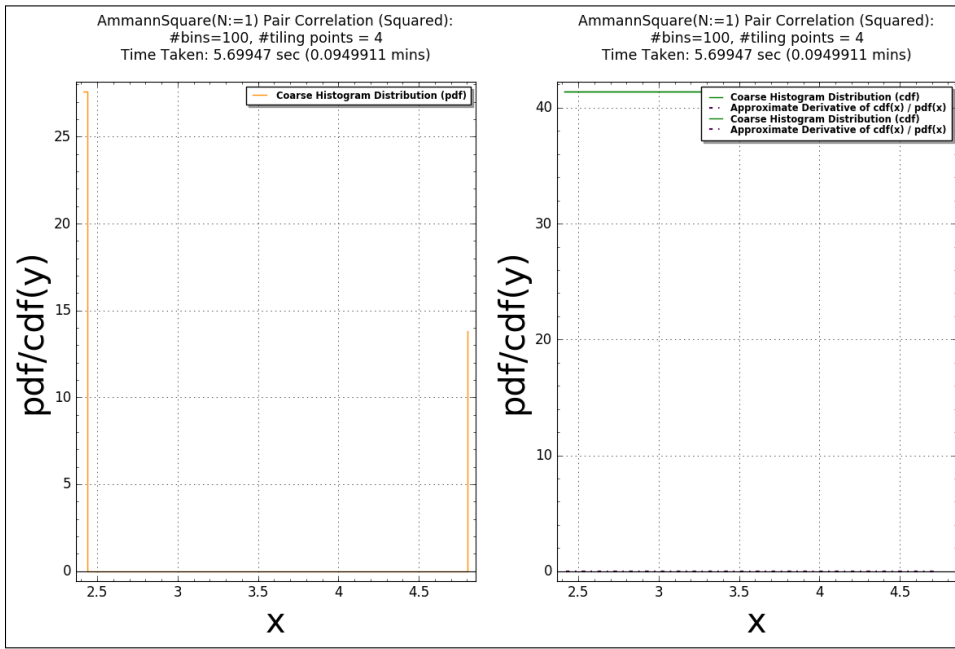 AmmannSquare(N:=1) Pair Correlation (Squared):
#bins=100, #tiling points = 4
Time Taken: 5.69947 sec (0.0949911 mins)
Coarse Histogram Distribution (pdf)
pdf/cdf(y)
25
20
15
10
5
0
2.5
3
3.5
4
4.5
x
AmmannSquare(N:=1) Pair Correlation (Squared):
#bins=100, #tiling points = 4
Time Taken: 5.69947 sec (0.0949911 mins)
Coarse Histogram Distribution (cdf)
Approximate Derivative of cdf(x) / pdf(x)
Coarse Histogram Distribution (cdf)
Approximate Derivative of cdf(x) / pdf(x)
pdf/cdf(y)
40
30
20
10
0
2.5
3
3.5
4
4.5
x